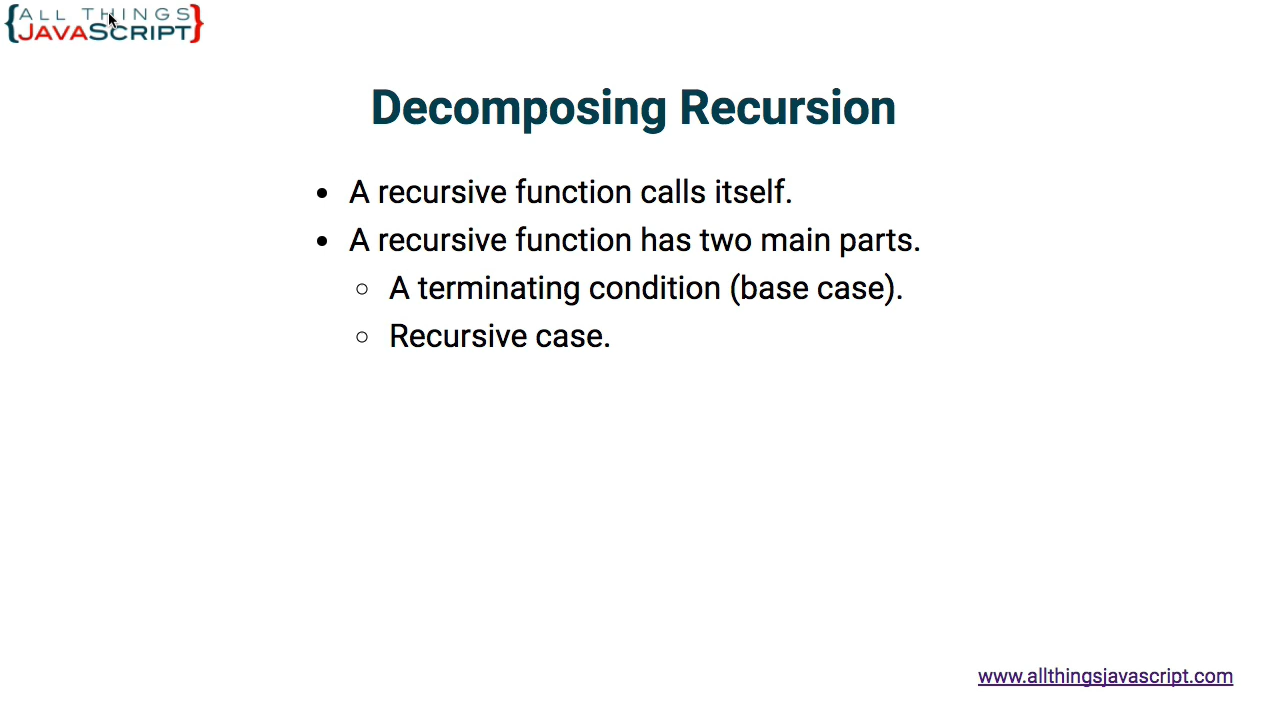 {ALL THINGS
JAVASCRIPT}
Decomposing Recursion
• A recursive function calls itself.
• A recursive function has two main parts.
○ A terminating condition (base case).
○ Recursive case.
www.allthingsjavascript.com